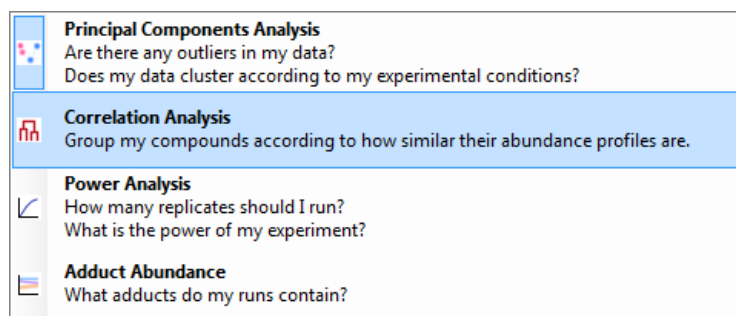 Principal Components Analysis
Are there any outliers in my data?
Does my data cluster according to my experimental conditions?
Correlation Analysis
Group my compounds according to how similar their abundance profiles are.
Power Analysis
How many replicates should I run?
What is the power of my experiment?
Adduct Abundance
What adducts do my runs contain?